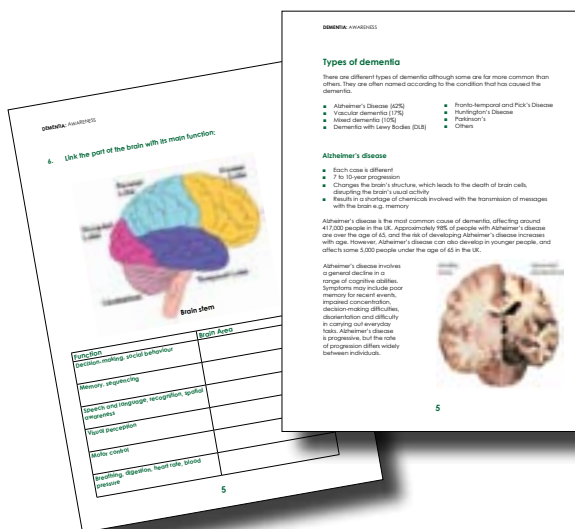 DEMENTIA: AWARENESS
6. Link the part of the brain with its main function:
Parietal
Lobe
Frontal
Lobe
Occipital
Lobe
Temporal Lobe
Cerebellum
Brain stem
Function
Brain Area
Decision-making, social behaviour
Memory, sequencing
Speech and language, recognition, spatial
awareness
Visual perception
Motor control
Breathing, digestion, heart rate, blood
pressure
5
DEMENTIA: AWARENESS
Types of dementia
There are different types of dementia although some are far more common than
others. They are often named according to the condition that has caused the
dementia.
■ Alzheimer's Disease (62%)
■ Vascular dementia (17%)
■ Mixed dementia (10%)
■ Dementia with Lewy Bodies (DLB)
■ Fronto-temporal and Pick's Disease
■ Huntington's Disease
■ Parkinson's
■ Others
Alzheimer's disease
■ Each case is different
■ 7 to 10-year progression
■ Changes the brain's structure, which leads to the death of brain cells,
disrupting the brain's usual activity
■ Results in a shortage of chemicals involved with the transmission of messages
with the brain e.g. memory
Alzheimer's disease is the most common cause of dementia, affecting around
417,000 people in the UK. Approximately 98% of people with Alzheimer's disease
are over the age of 65, and the risk of developing Alzheimer's disease increases
with age. However, Alzheimer's disease can also develop in younger people, and
affects some 5,000 people under the age of 65 in the UK.
Alzheimer's disease involves
a general decline in a
range of cognitive abilities.
Symptoms may include poor
memory for recent events,
impaired concentration,
decision-making difficulties,
disorientation and difficulty
in carrying out everyday
tasks. Alzheimer's disease
is progressive, but the rate
of progression differs widely
between individuals.
5